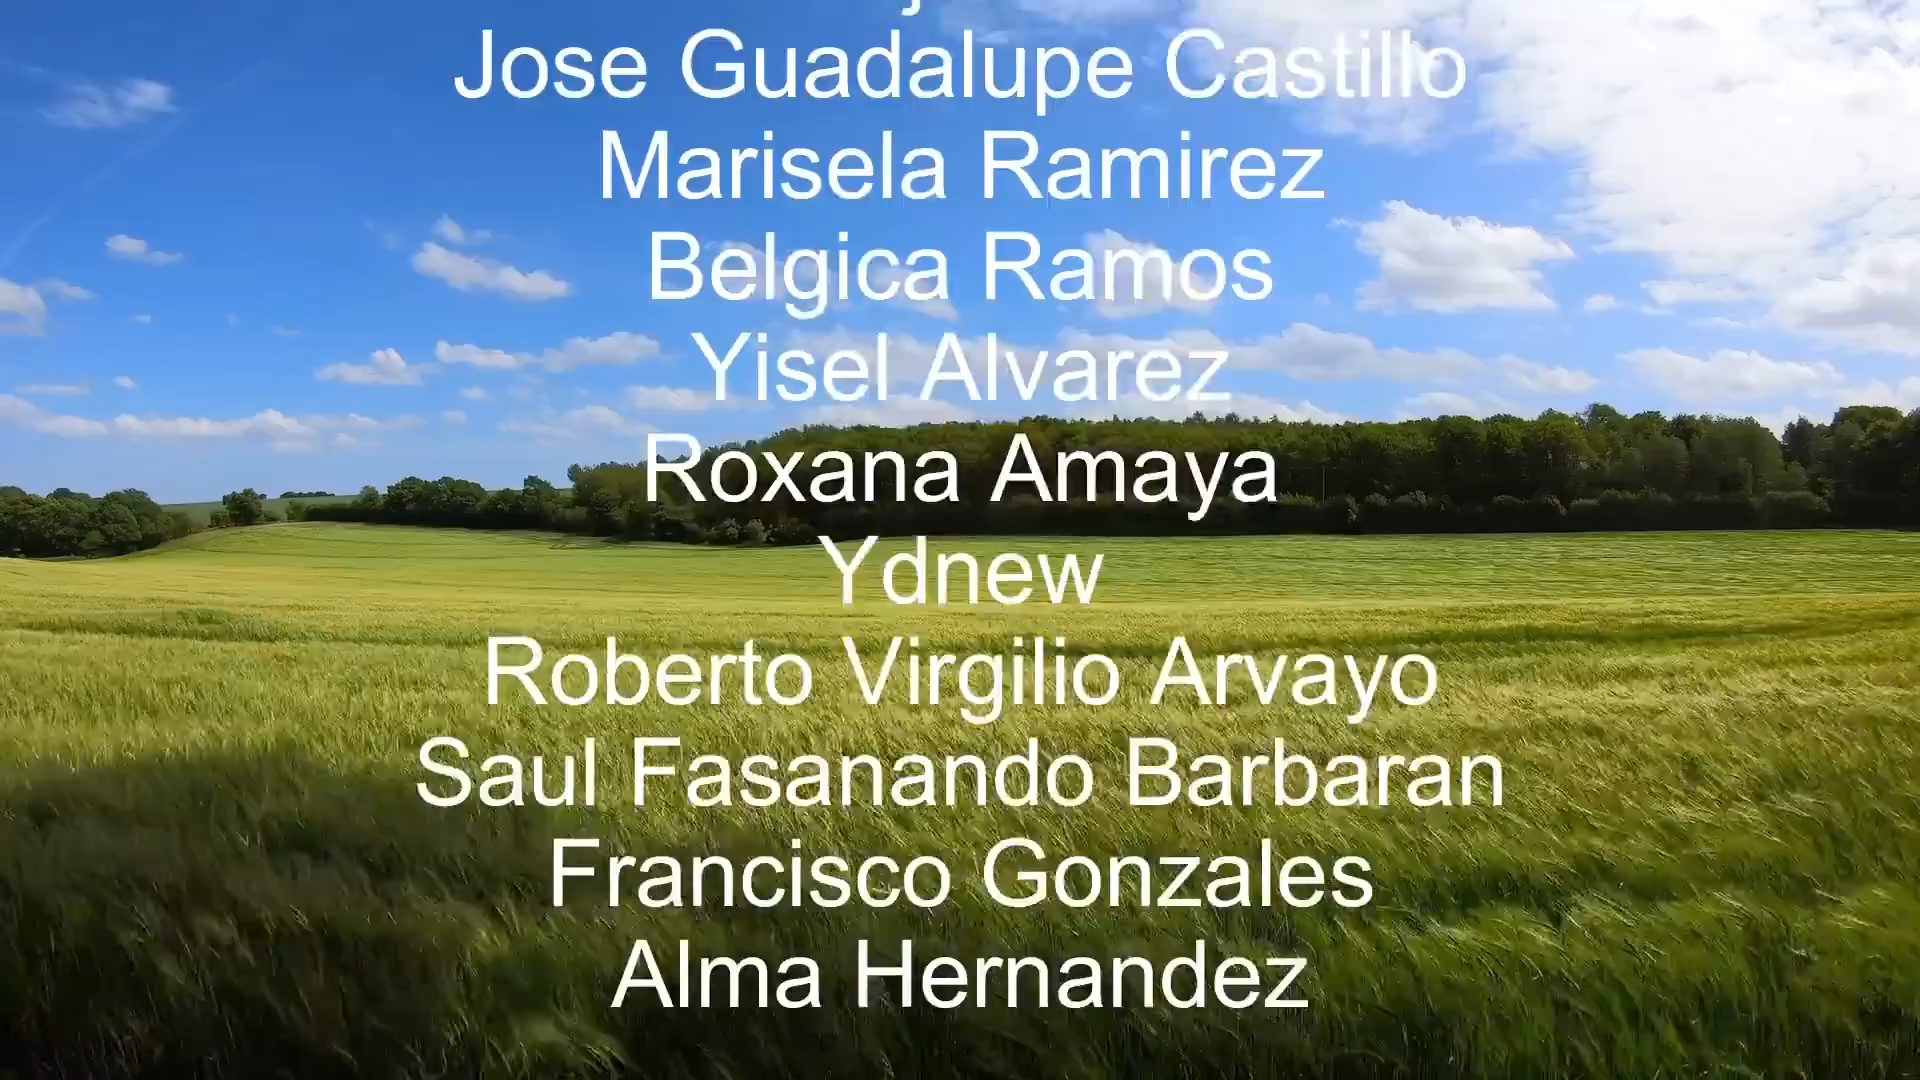 Jose Guadalupe Castillo
Marisela Ramirez
Belgica Ramos
Yisel Alvarez
Roxana Amaya
Ydnew
Roberto Virgilio Arvayo
Saul Fasanando Barbaran
Francisco Gonzales
Alma Hernandez